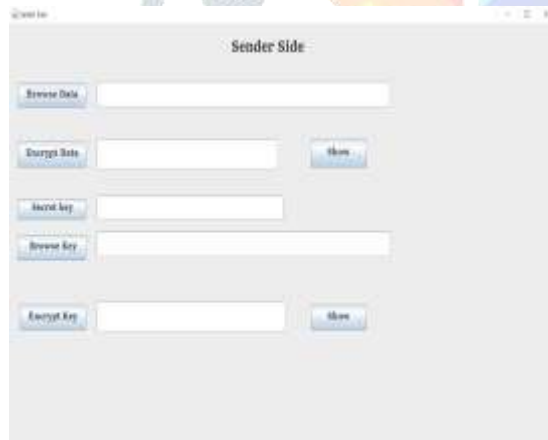 Sender Side
Browse Data
Encrypt Data
Show
Secret key
Browse Key
Encrypt Key
Show